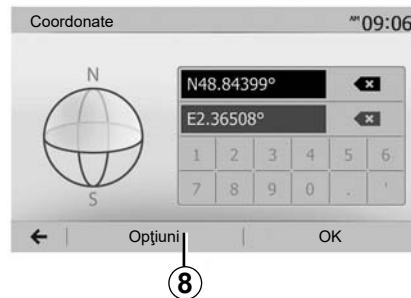 Coordonate ᴬᴹ09:06
N
S
N48.84399°
E2.36508°
1 2 3 4 5 6
7 8 9 0 . '
Opţiuni OK
8